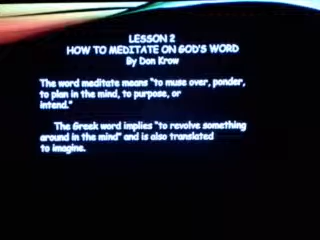 LESSON 2
HOW TO MEDITATE ON GOD'S WORD
By Don Krow
The word meditate means "to muse over, ponder,
to plan in the mind, to purpose, or
intend."
The Greek word implies "to revolve something
around in the mind" and is also translated
to imagine.